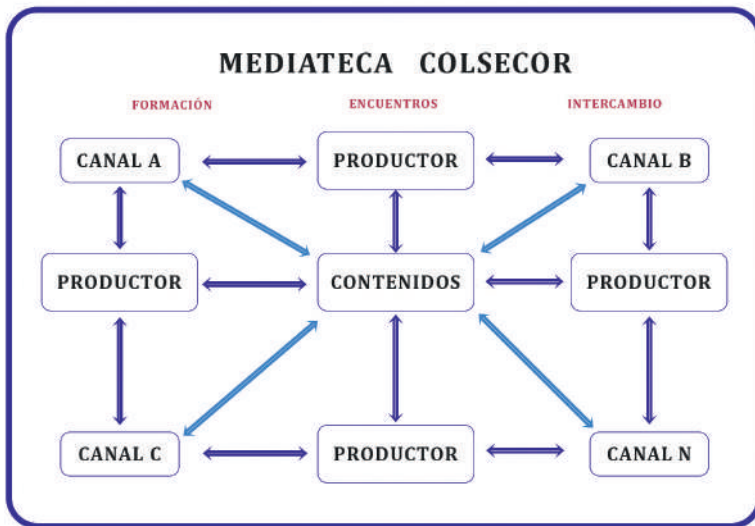 MEDIATECA COLSECOR
FORMACIÓN ENCUENTROS INTERCAMBIO
CANAL A PRODUCTOR CANAL B
PRODUCTOR CONTENIDOS PRODUCTOR
CANAL C PRODUCTOR CANAL N